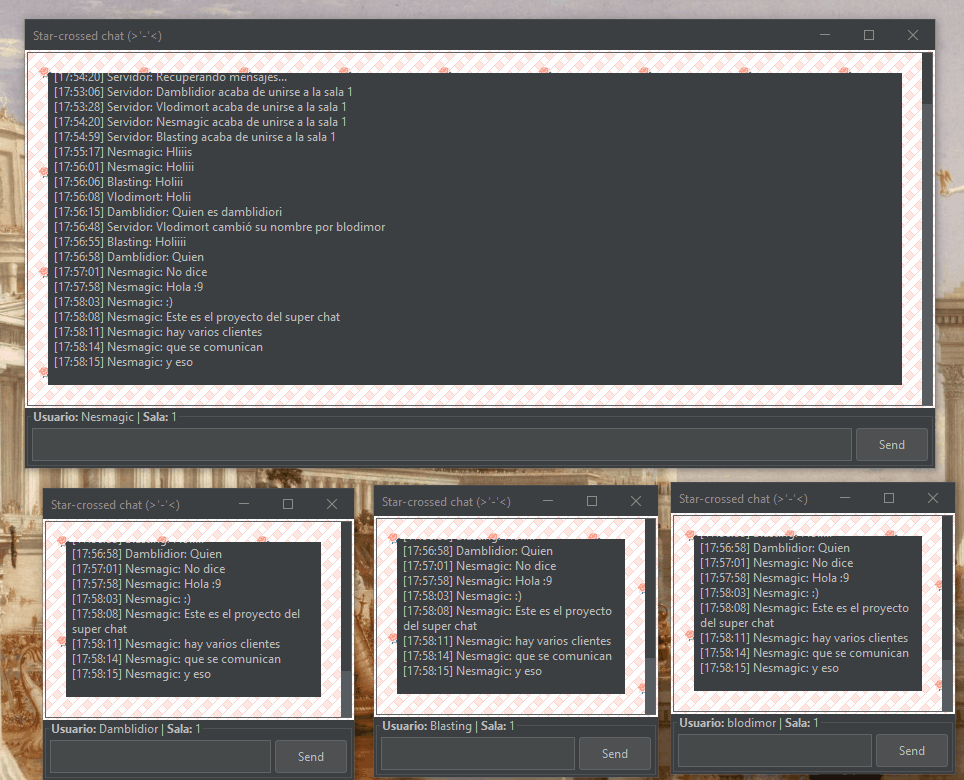 Star-crossed chat (>'-'<)
[17:54:20] Servidor: Recuperando mensajes...
[17:53:06] Servidor: Damblidior acaba de unirse a la sala 1
[17:53:28] Servidor: Vlodimort acaba de unirse a la sala 1
[17:54:20] Servidor: Nesmagic acaba de unirse a la sala 1
[17:54:59] Servidor: Blasting acaba de unirse a la sala 1
[17:55:17] Nesmagic: Hliiis
[17:56:01] Nesmagic: Holiii
[17:56:06] Blasting: Holiii
[17:56:08] Vlodimort: Holii
[17:56:15] Damblidior: Quien es damblidiori
[17:56:48] Servidor: Vlodimort cambió su nombre por blodimor
[17:56:55] Blasting: Holiiii
[17:56:58] Damblidior: Quien
[17:57:01] Nesmagic: No dice
[17:57:58] Nesmagic: Hola :9
[17:58:03] Nesmagic: :)
[17:58:08] Nesmagic: Este es el proyecto del super chat
[17:58:11] Nesmagic: hay varios clientes
[17:58:14] Nesmagic: que se comunican
[17:58:15] Nesmagic: y eso
Usuario: Nesmagic | Sala: 1
Send
Star-crossed chat (>'-'<)
[17:56:58] Damblidior: Quien
[17:57:01] Nesmagic: No dice
[17:57:58] Nesmagic: Hola :9
[17:58:03] Nesmagic: :)
[17:58:08] Nesmagic: Este es el proyecto del
super chat
[17:58:11] Nesmagic: hay varios clientes
[17:58:14] Nesmagic: que se comunican
[17:58:15] Nesmagic: y eso
Usuario: Damblidior | Sala: 1
Send
Star-crossed chat (>'-'<)
[17:56:58] Damblidior: Quien
[17:57:01] Nesmagic: No dice
[17:57:58] Nesmagic: Hola :9
[17:58:03] Nesmagic: :)
[17:58:08] Nesmagic: Este es el proyecto
del super chat
[17:58:11] Nesmagic: hay varios clientes
[17:58:14] Nesmagic: que se comunican
[17:58:15] Nesmagic: y eso
Usuario: Blasting | Sala: 1
Send
Star-crossed chat (>'-'<)
[17:56:58] Damblidior: Quien
[17:57:01] Nesmagic: No dice
[17:57:58] Nesmagic: Hola :9
[17:58:03] Nesmagic: :)
[17:58:08] Nesmagic: Este es el proyecto
del super chat
[17:58:11] Nesmagic: hay varios clientes
[17:58:14] Nesmagic: que se comunican
[17:58:15] Nesmagic: y eso
Usuario: blodimor | Sala: 1
Send